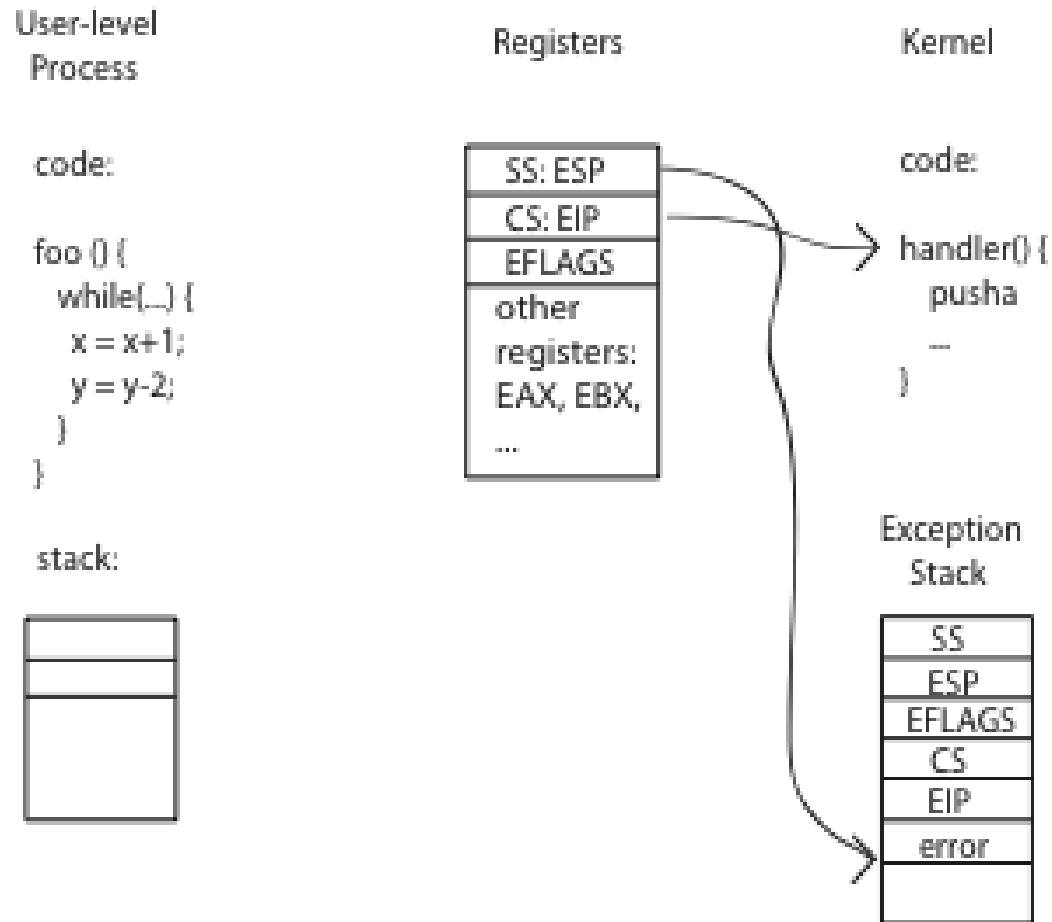 User-level
Process
code:
foo () {
while(...) {
x = x+1;
y = y-2;
}
}
stack:
Registers
SS: ESP
CS: EIP
EFLAGS
other
registers:
EAX, EBX,
...
Kernel
code:
handler() {
pusha
...
}
Exception
Stack
SS
ESP
EFLAGS
CS
EIP
error